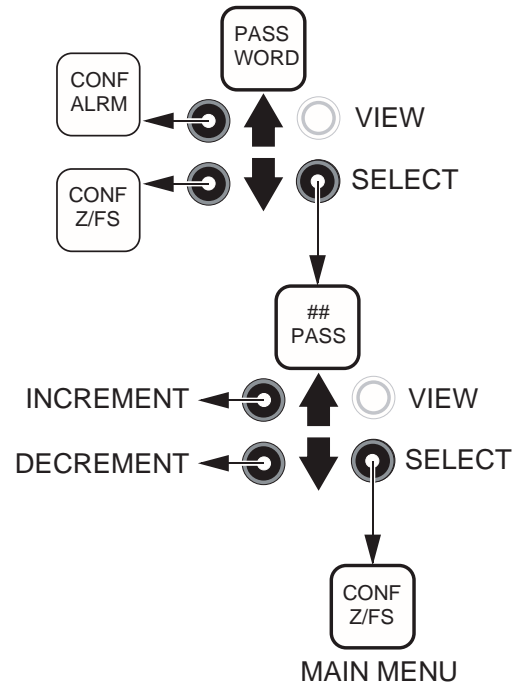 PASS
WORD
CONF
ALRM
VIEW
CONF
Z/FS
SELECT
##
PASS
INCREMENT
VIEW
DECREMENT
SELECT
CONF
Z/FS
MAIN MENU